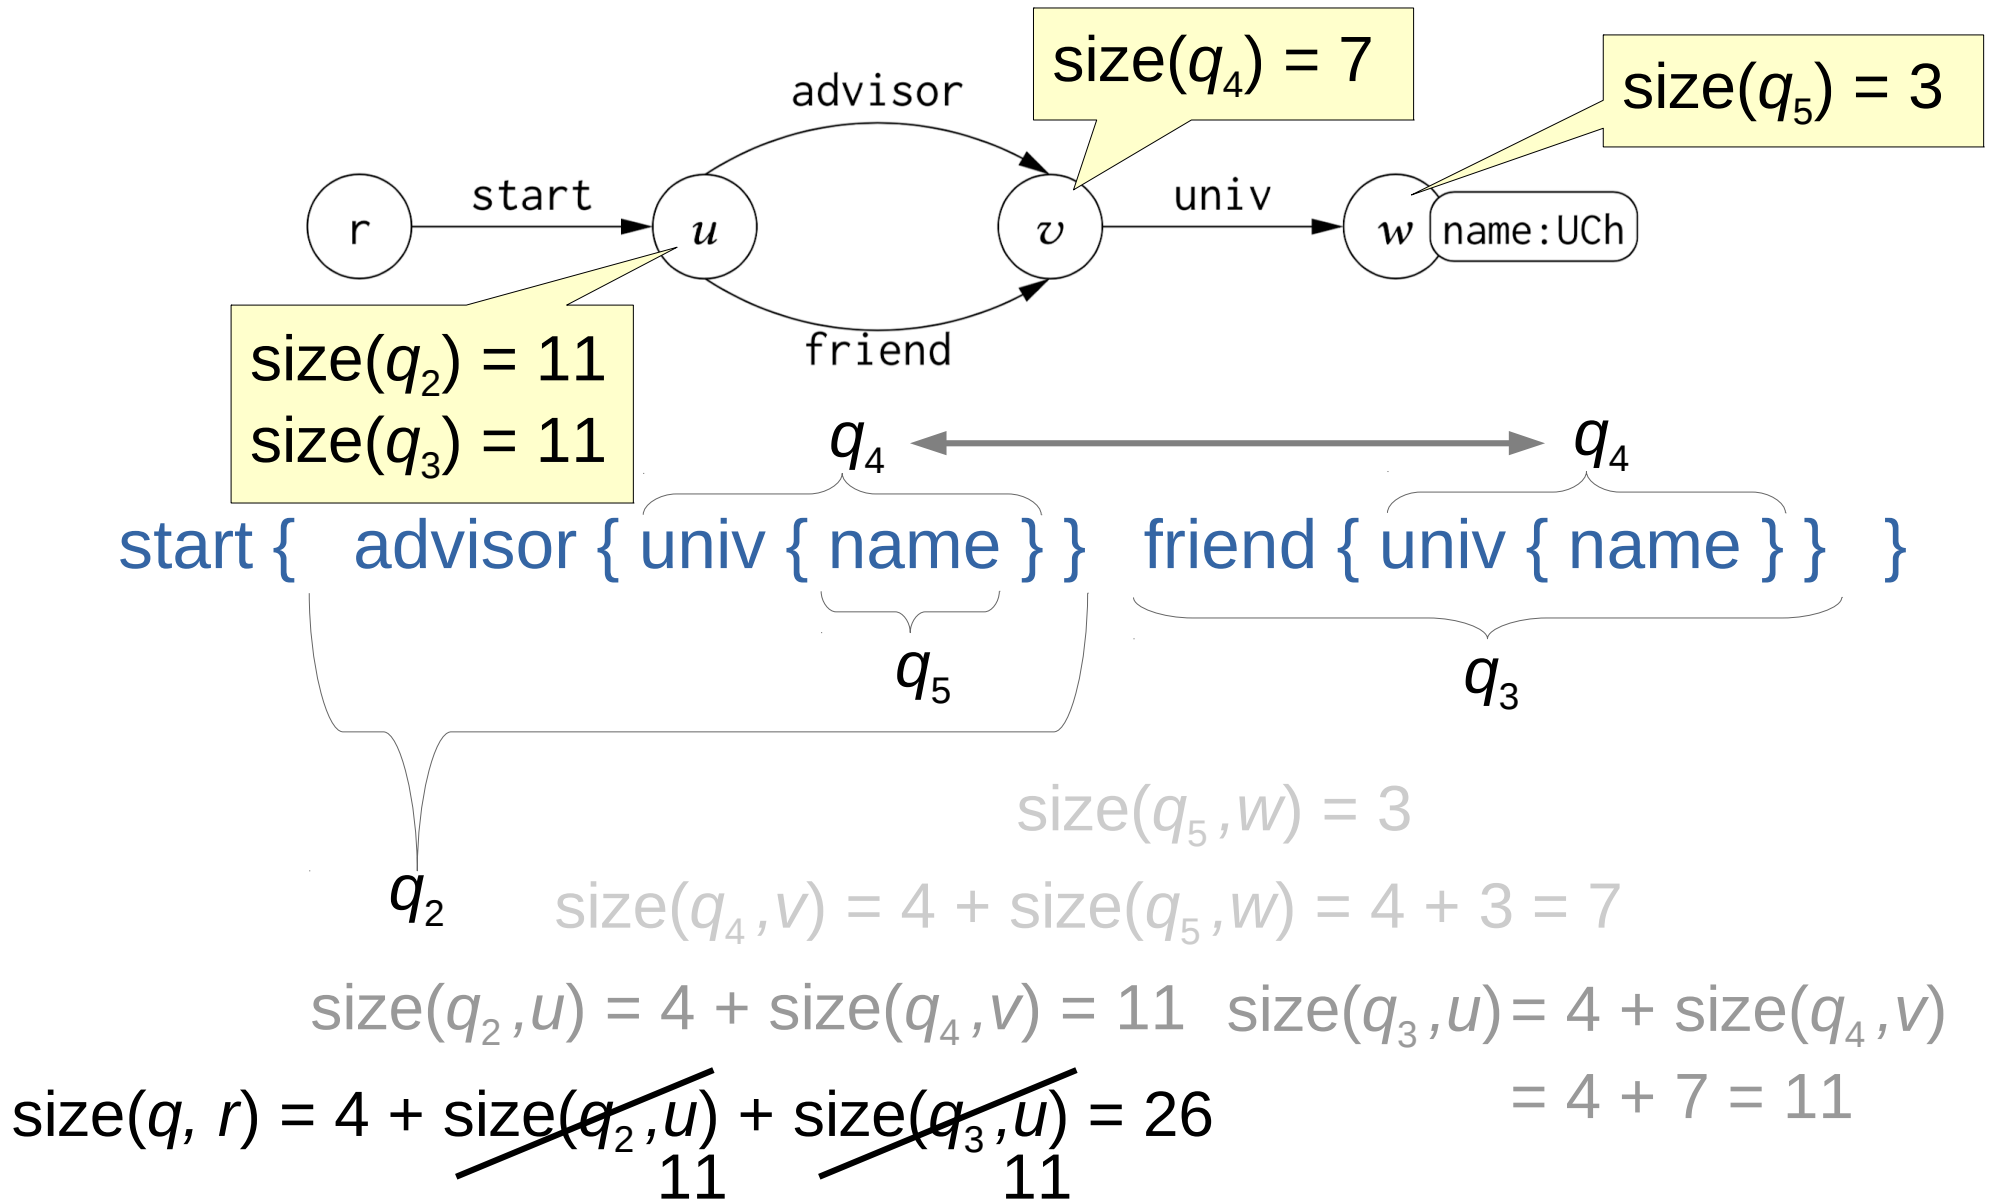 size(q4) = 7
size(q5) = 3
advisor
start
univ
r
u
v
w
name:UCh
friend
size(q2) = 11
size(q3) = 11
q4
q4
start { advisor { univ { name } } friend { univ { name } } }
q5
q3
q2
size(q5 ,w) = 3
size(q4 ,v) = 4 + size(q5 ,w) = 4 + 3 = 7
size(q2 ,u) = 4 + size(q4 ,v) = 11
size(q3 ,u) = 4 + size(q4 ,v)
= 4 + 7 = 11
size(q, r) = 4 + size(q2 ,u) + size(q3 ,u) = 26
11
11